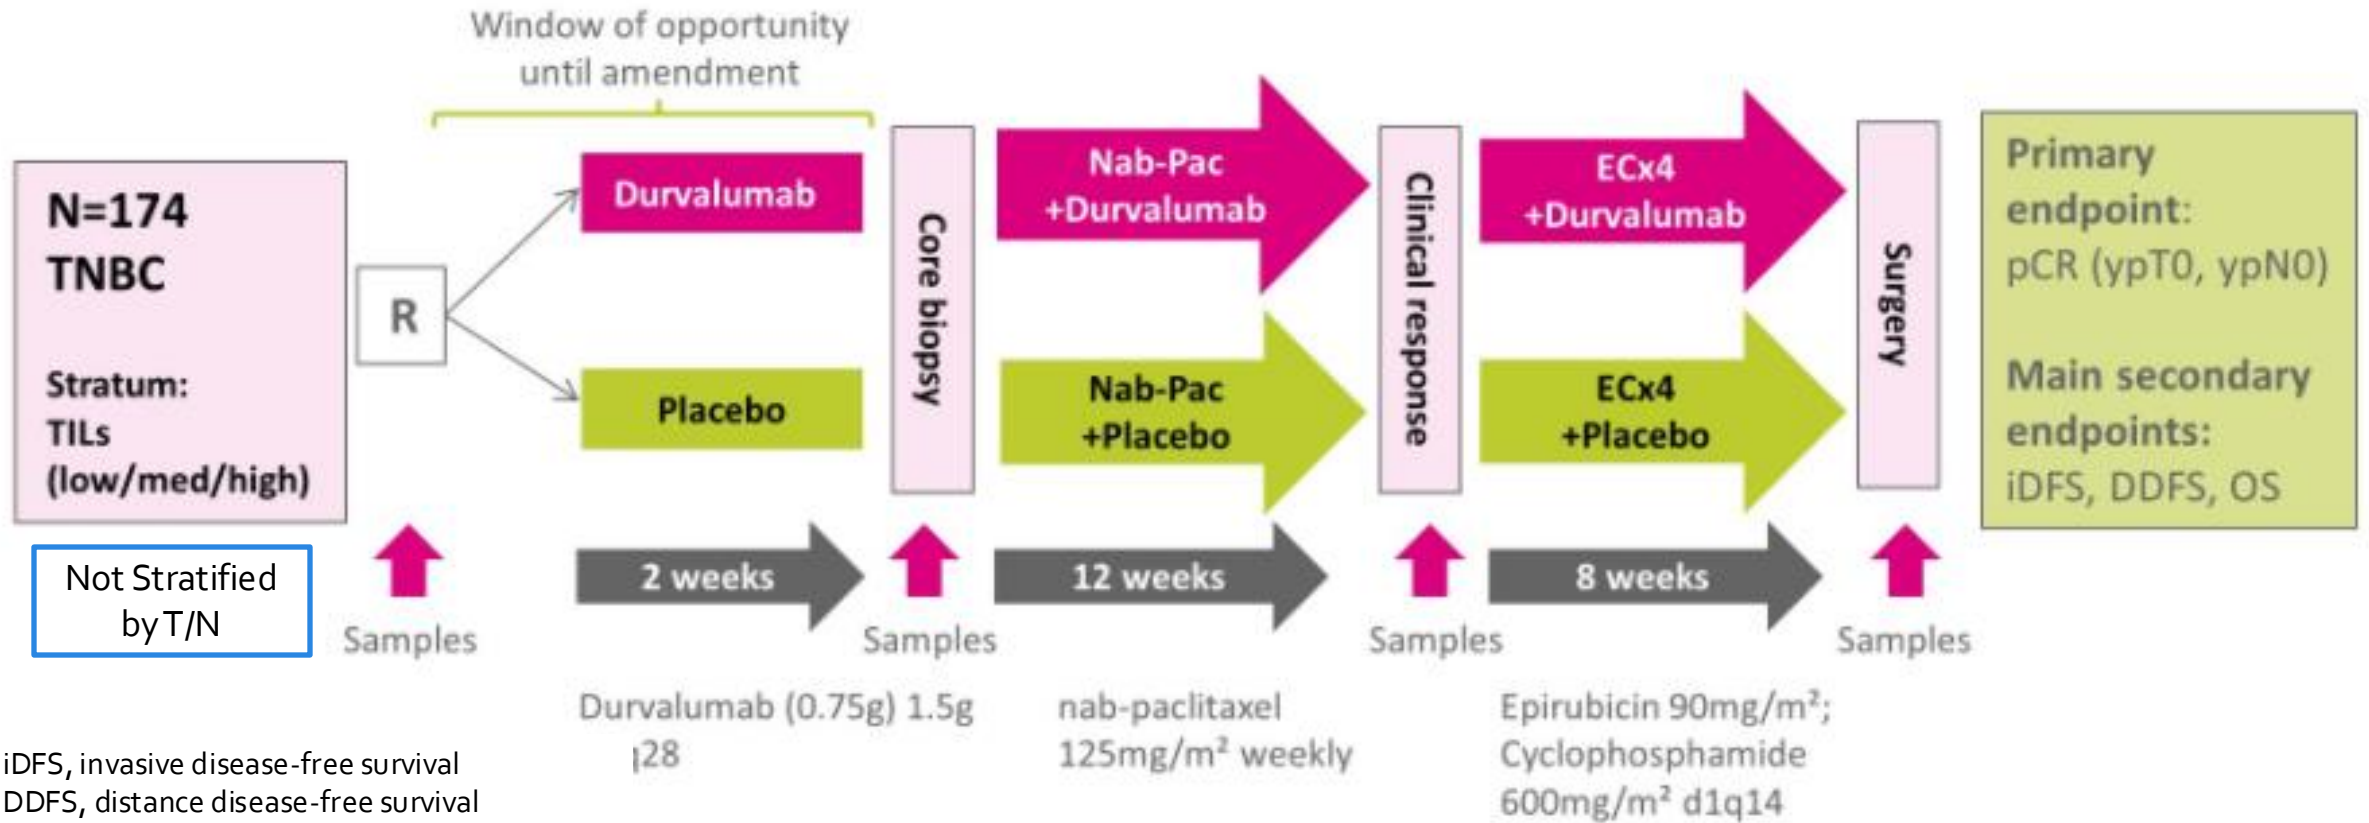 Window of opportunity
until amendment
N=174
TNBC
Stratum:
TILs
(low/med/high)
Not Stratified
by T/N
R
Durvalumab
Placebo
Core biopsy
Nab-Pac
+Durvalumab
Nab-Pac
+Placebo
Clinical response
ECx4
+Durvalumab
ECx4
+Placebo
Surgery
Primary
endpoint:
pCR (ypT0, ypN0)
Main secondary
endpoints:
iDFS, DDFS, OS
2 weeks
12 weeks
8 weeks
Samples
Samples
Samples
Samples
Durvalumab (0.75g) 1.5g
q28
nab-paclitaxel
125mg/m² weekly
Epirubicin 90mg/m²;
Cyclophosphamide
600mg/m² d1q14
iDFS, invasive disease-free survival
DDFS, distance disease-free survival